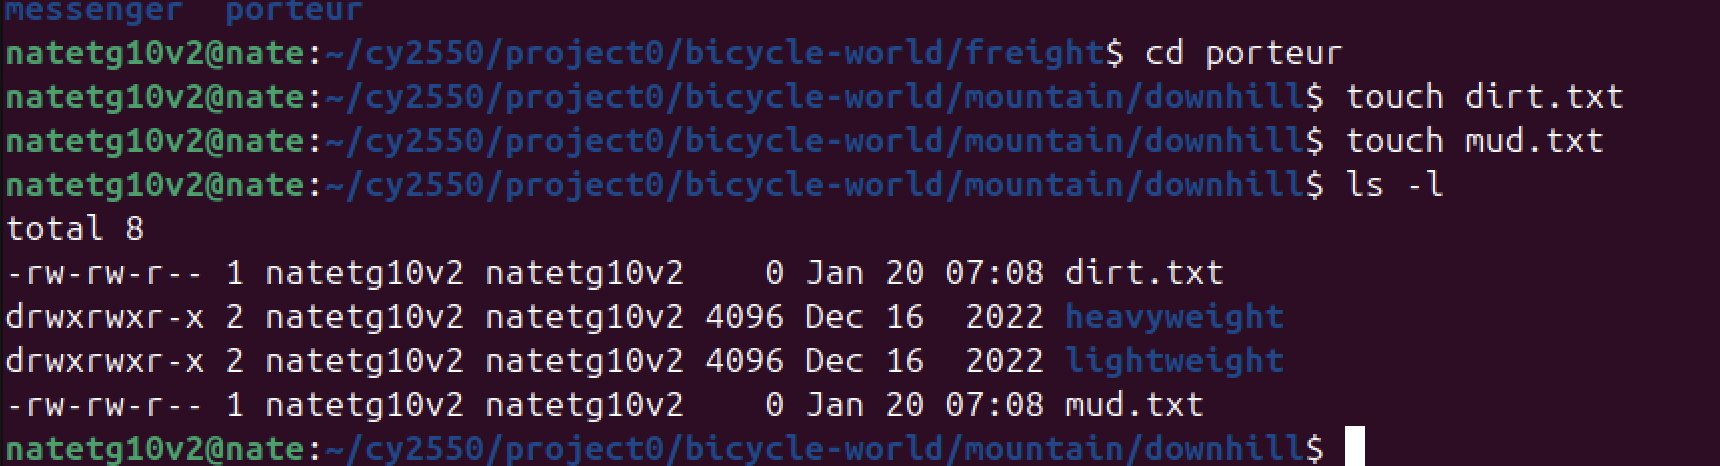 messenger  porteur
natetg10v2@nate:~/cy2550/project0/bicycle-world/freight$ cd porteur
natetg10v2@nate:~/cy2550/project0/bicycle-world/mountain/downhill$ touch dirt.txt
natetg10v2@nate:~/cy2550/project0/bicycle-world/mountain/downhill$ touch mud.txt
natetg10v2@nate:~/cy2550/project0/bicycle-world/mountain/downhill$ ls -l
total 8
-rw-rw-r-- 1 natetg10v2 natetg10v2    0 Jan 20 07:08 dirt.txt
drwxrwxr-x 2 natetg10v2 natetg10v2 4096 Dec 16  2022 heavyweight
drwxrwxr-x 2 natetg10v2 natetg10v2 4096 Dec 16  2022 lightweight
-rw-rw-r-- 1 natetg10v2 natetg10v2    0 Jan 20 07:08 mud.txt
natetg10v2@nate:~/cy2550/project0/bicycle-world/mountain/downhill$